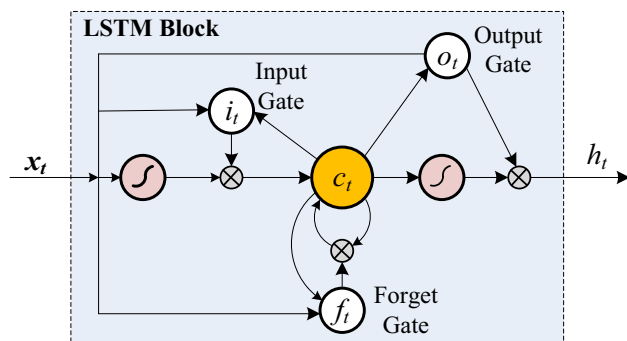 LSTM Block
Output
Gate
o_t
Input
Gate
i_t
x_t
c_t
h_t
f_t
Forget
Gate